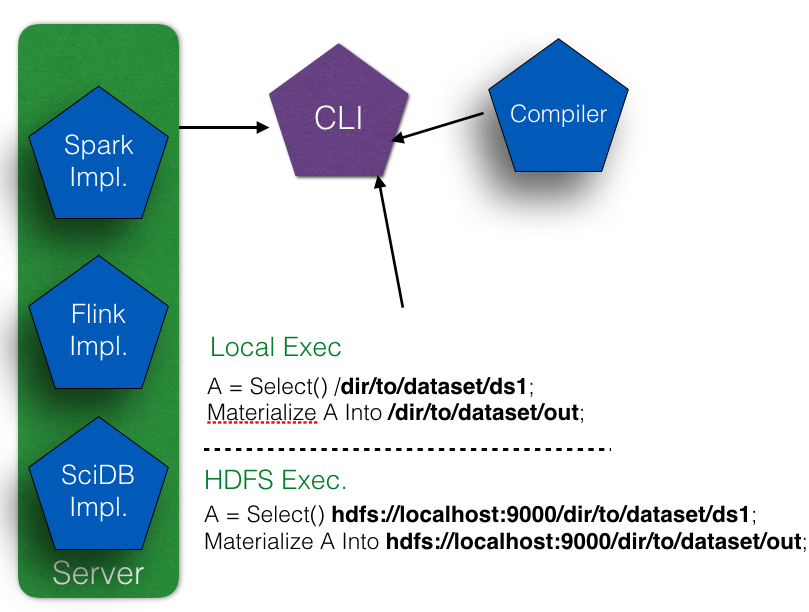 Spark
Impl.
Flink
Impl.
SciDB
Impl.
Server
CLI
Compiler
Local Exec
A = Select() /dir/to/dataset/ds1;
Materialize A Into /dir/to/dataset/out;
HDFS Exec.
A = Select() hdfs://localhost:9000/dir/to/dataset/ds1;
Materialize A Into hdfs://localhost:9000/dir/to/dataset/out;